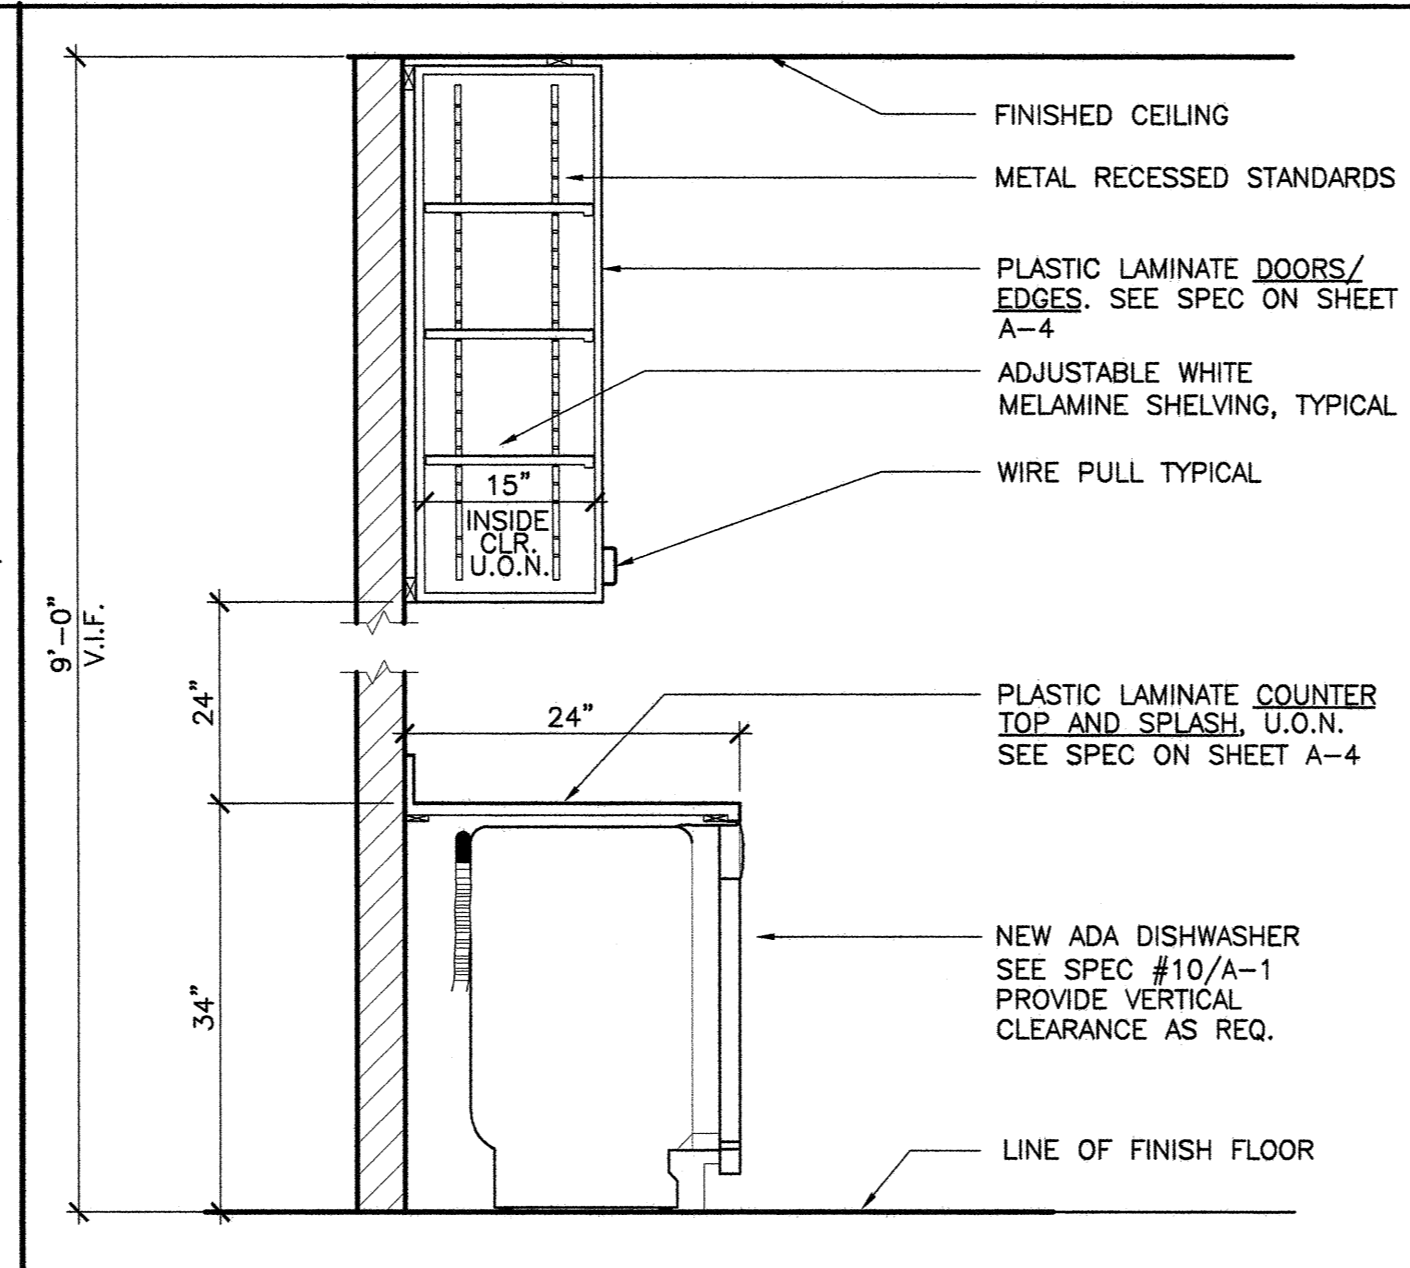 FINISHED CEILING
METAL RECESSED STANDARDS
PLASTIC LAMINATE DOORS/
EDGES. SEE SPEC ON SHEET
A-4
ADJUSTABLE WHITE
MELAMINE SHELVING, TYPICAL
WIRE PULL TYPICAL
15"
INSIDE
CLR.
U.O.N.
9'-0"
V.I.F.
24"
24"
PLASTIC LAMINATE COUNTER
TOP AND SPLASH, U.O.N.
SEE SPEC ON SHEET A-4
34"
NEW ADA DISHWASHER
SEE SPEC #10/A-1
PROVIDE VERTICAL
CLEARANCE AS REQ.
LINE OF FINISH FLOOR